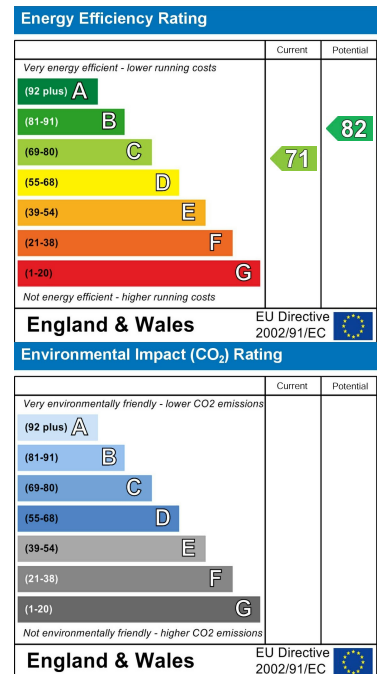 Energy Efficiency Rating
Current Potential
Very energy efficient - lower running costs
(92 plus) A
(81-91) B
82
(69-80) C
71
(55-68) D
(39-54) E
(21-38) F
(1-20) G
Not energy efficient - higher running costs
England & Wales
EU Directive
2002/91/EC
Environmental Impact (CO₂) Rating
Current Potential
Very environmentally friendly - lower CO2 emissions
(92 plus) A
(81-91) B
(69-80) C
(55-68) D
(39-54) E
(21-38) F
(1-20) G
Not environmentally friendly - higher CO2 emissions
England & Wales
EU Directive
2002/91/EC